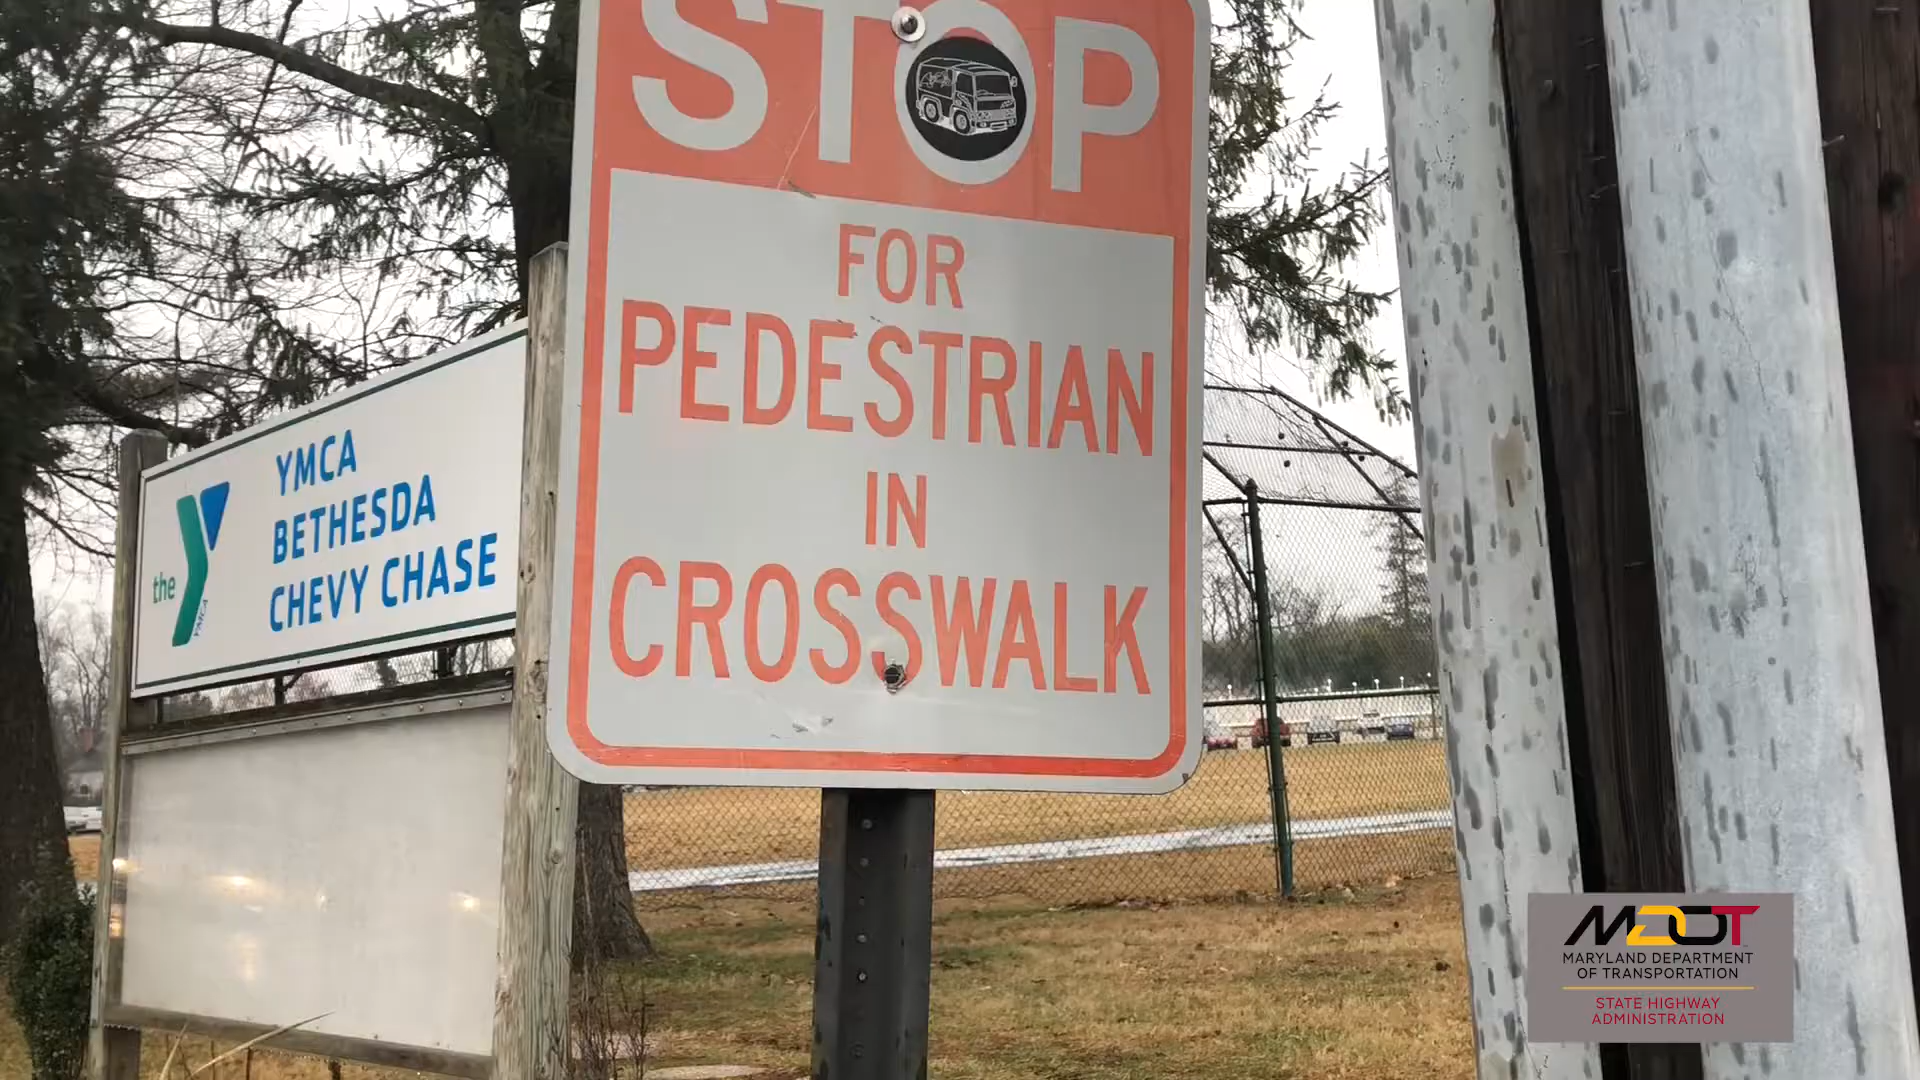 STOP
FOR
PEDESTRIAN
IN
CROSSWALK
the
YMCA
YMCA
BETHESDA
CHEVY CHASE
MDOT
MARYLAND DEPARTMENT
OF TRANSPORTATION
STATE HIGHWAY
ADMINISTRATION